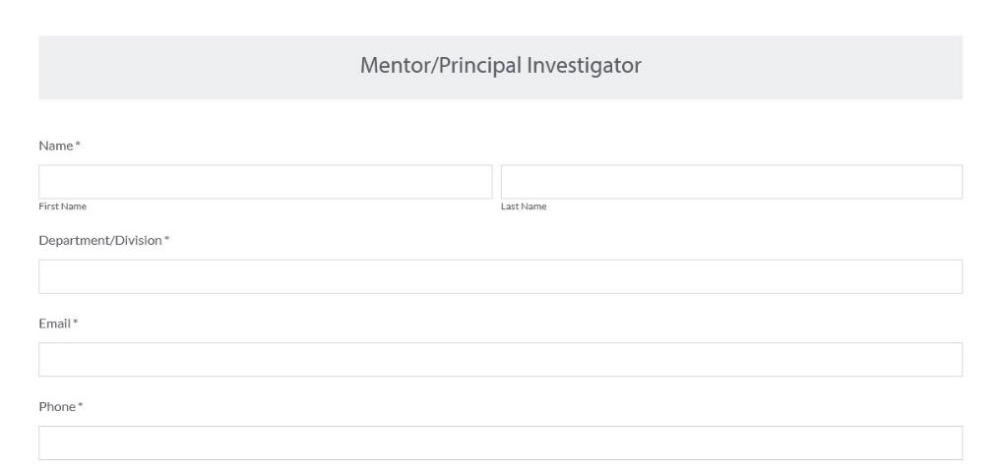 Mentor/Principal Investigator
Name *
First Name Last Name
Department/Division *
Email *
Phone *